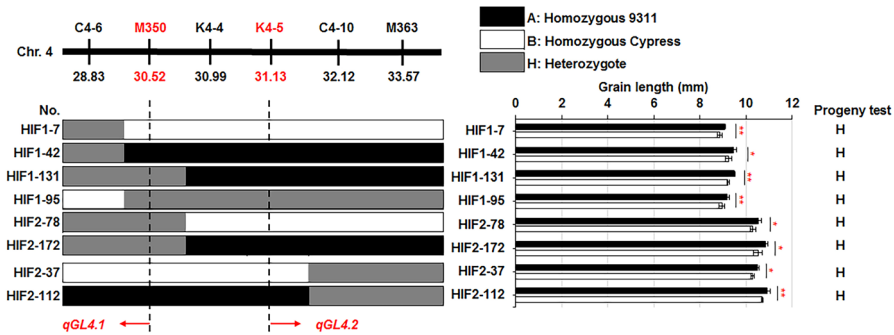 C4-6 M350 K4-4 K4-5 C4-10 M363
Chr. 4
28.83 30.52 30.99 31.13 32.12 33.57
A: Homozygous 9311
B: Homozygous Cypress
H: Heterozygote
Grain length (mm)
No. 0 2 4 6 8 10 12 Progeny test
HIF1-7 HIF1-7 ** H
HIF1-42 HIF1-42 * H
HIF1-131 HIF1-131 ** H
HIF1-95 HIF1-95 ** H
HIF2-78 HIF2-78 * H
HIF2-172 HIF2-172 * H
HIF2-37 HIF2-37 * H
HIF2-112 HIF2-112 ** H
qGL4.1 qGL4.2